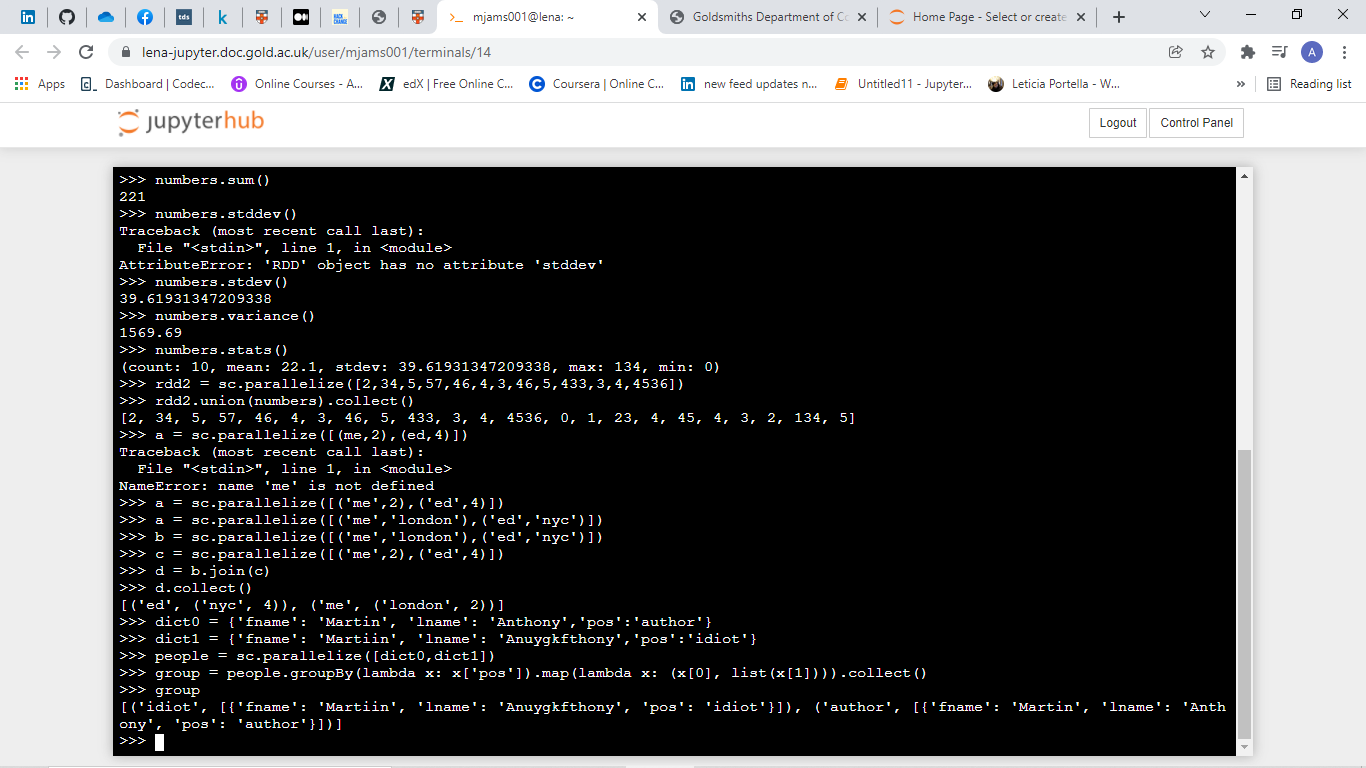 tds
k
HACK CHANGE
mjams001@lena: ~
Goldsmiths Department of Co
Home Page - Select or create
lena-jupyter.doc.gold.ac.uk/user/mjams001/terminals/14
A
Apps
Dashboard | Codec...
Online Courses - A...
edX | Free Online C...
Coursera | Online C...
new feed updates n...
Untitled11 - Jupyter...
Leticia Portella - W...
»
Reading list
jupyterhub
Logout
Control Panel
>>> numbers.sum()
221
>>> numbers.stddev()
Traceback (most recent call last):
  File "<stdin>", line 1, in <module>
AttributeError: 'RDD' object has no attribute 'stddev'
>>> numbers.stdev()
39.61931347209338
>>> numbers.variance()
1569.69
>>> numbers.stats()
(count: 10, mean: 22.1, stdev: 39.61931347209338, max: 134, min: 0)
>>> rdd2 = sc.parallelize([2,34,5,57,46,4,3,46,5,433,3,4,4536])
>>> rdd2.union(numbers).collect()
[2, 34, 5, 57, 46, 4, 3, 46, 5, 433, 3, 4, 4536, 0, 1, 23, 4, 45, 4, 3, 2, 134, 5]
>>> a = sc.parallelize([(me,2),(ed,4)])
Traceback (most recent call last):
  File "<stdin>", line 1, in <module>
NameError: name 'me' is not defined
>>> a = sc.parallelize([('me',2),('ed',4)])
>>> a = sc.parallelize([('me','london'),('ed','nyc')])
>>> b = sc.parallelize([('me','london'),('ed','nyc')])
>>> c = sc.parallelize([('me',2),('ed',4)])
>>> d = b.join(c)
>>> d.collect()
[('ed', ('nyc', 4)), ('me', ('london', 2))]
>>> dict0 = {'fname': 'Martin', 'lname': 'Anthony','pos':'author'}
>>> dict1 = {'fname': 'Martiin', 'lname': 'Anuygkfthony','pos':'idiot'}
>>> people = sc.parallelize([dict0,dict1])
>>> group = people.groupBy(lambda x: x['pos']).map(lambda x: (x[0], list(x[1]))).collect()
>>> group
[('idiot', [{'fname': 'Martiin', 'lname': 'Anuygkfthony', 'pos': 'idiot'}]), ('author', [{'fname': 'Martin', 'lname': 'Anth
ony', 'pos': 'author'}])]
>>>